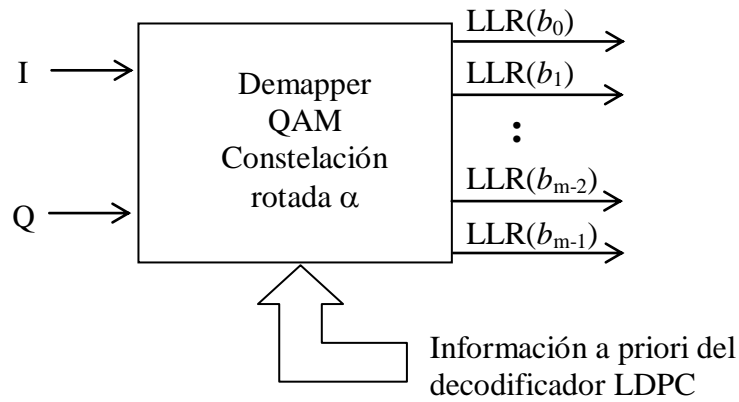 I
Q
Demapper
QAM
Constelación
rotada α
LLR(b0)
LLR(b1)
:
LLR(bm-2)
LLR(bm-1)
Información a priori del
decodificador LDPC